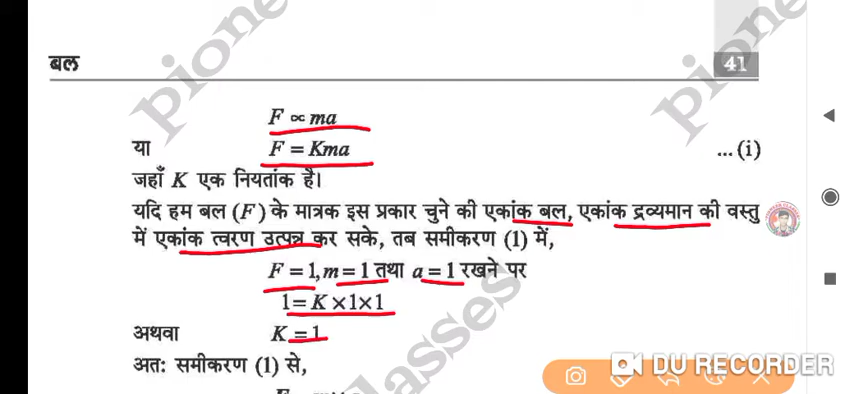 बल 41
F ∝ ma
या F = Kma ...(i)
जहाँ K एक नियतांक है।
यदि हम बल (F) के मात्रक इस प्रकार चुने की एकांक बल, एकांक द्रव्यमान की वस्तु
में एकांक त्वरण उत्पन्न कर सके, तब समीकरण (1) में,
F = 1, m = 1 तथा a = 1 रखने पर
1 = K × 1 × 1
अथवा K = 1
अतः समीकरण (1) से,
DU RECORDER